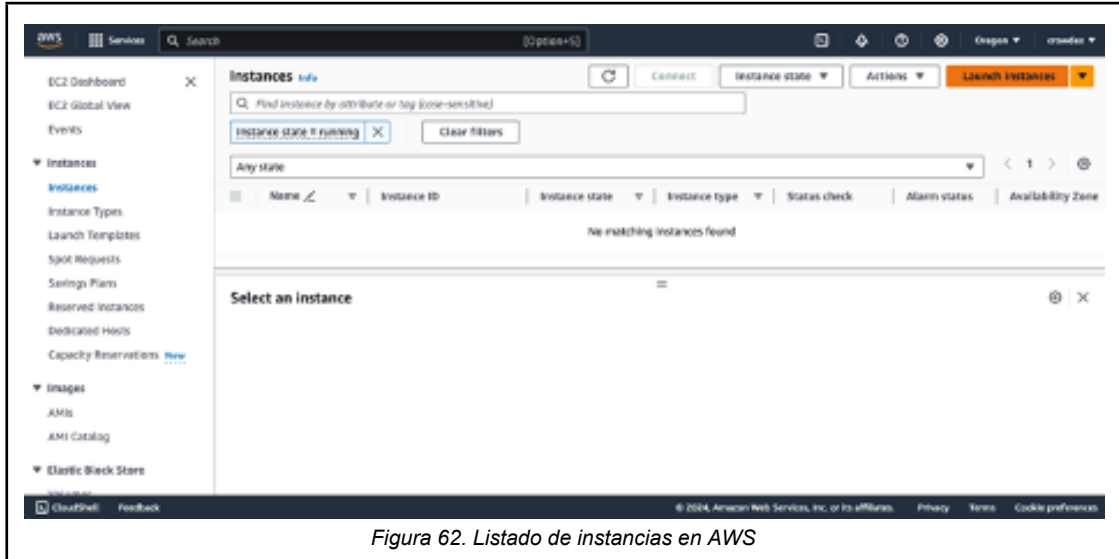 aws Services Search [Option+S] Oregon
EC2 Dashboard
EC2 Global View
Events
Instances
Instances
Instance Types
Launch Templates
Spot Requests
Savings Plans
Reserved Instances
Dedicated Hosts
Capacity Reservations New
Images
AMIs
AMI Catalog
Elastic Block Store
Instances Info
Connect Instance state Actions Launch instances
Find Instance by attribute or tag (case-sensitive)
Instance state = running Clear filters
Any state 1
Name Instance ID Instance state Instance type Status check Alarm status Availability Zone
No matching instances found
Select an instance
CloudShell Feedback © 2024, Amazon Web Services, Inc. or its affiliates. Privacy Terms Cookie preferences
Figura 62. Listado de instancias en AWS